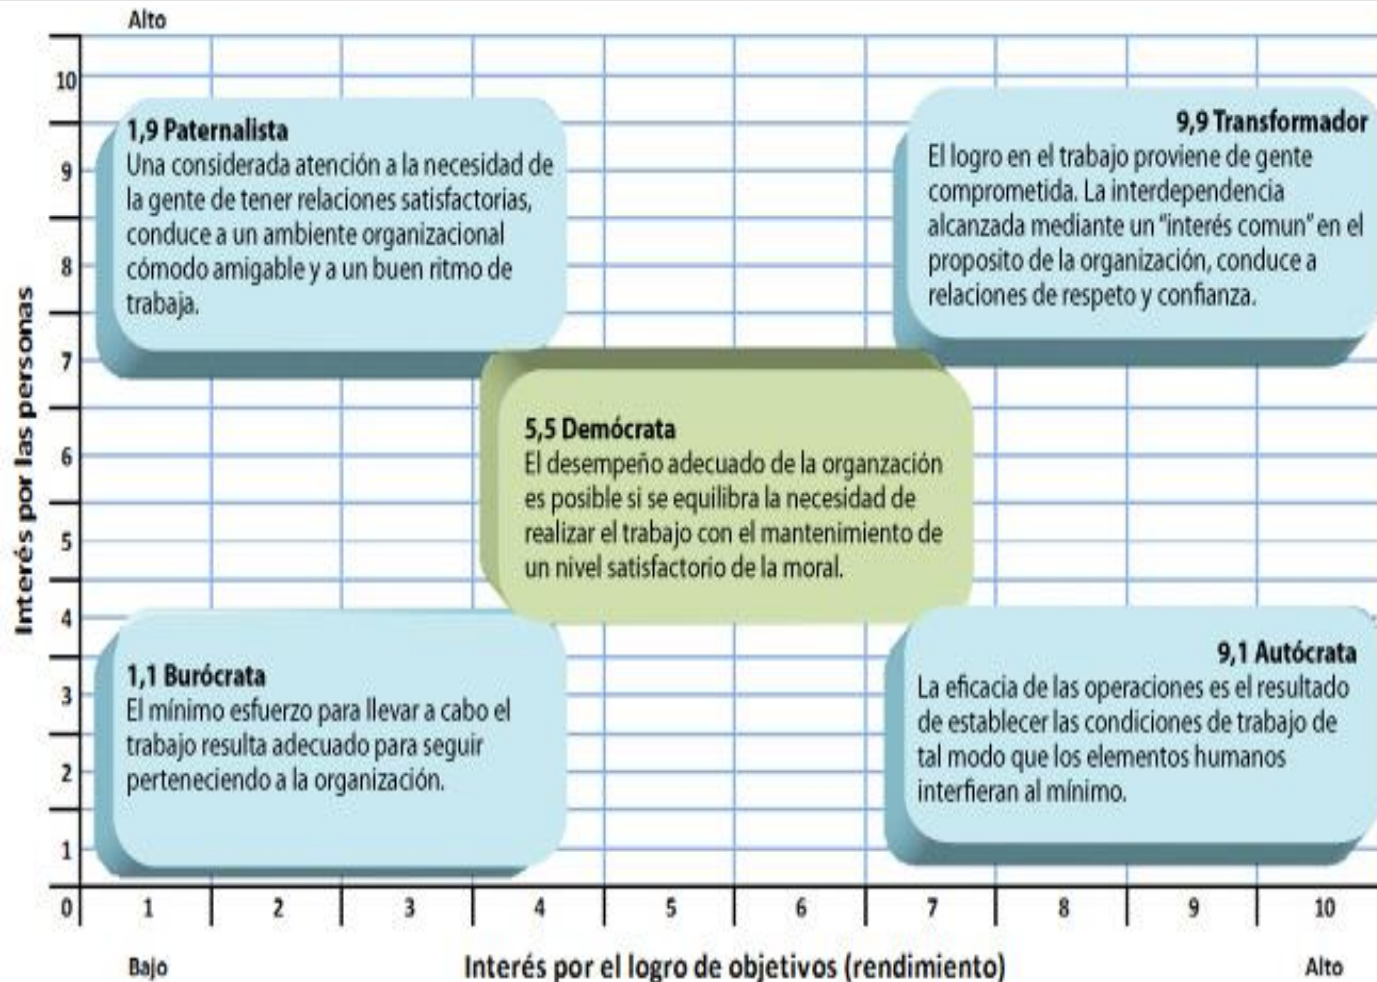 Alto
10
1,9 Paternalista
Una considerada atención a la necesidad de
la gente de tener relaciones satisfactorias,
conduce a un ambiente organizacional
cómodo amigable y a un buen ritmo de
trabaja.
9,9 Transformador
El logro en el trabajo proviene de gente
comprometida. La interdependencia
alcanzada mediante un "interés comun" en el
proposito de la organización, conduce a
relaciones de respeto y confianza.
9
8
7
Interés por las personas
5,5 Demócrata
El desempeño adecuado de la organzación
es posible si se equilibra la necesidad de
realizar el trabajo con el mantenimiento de
un nivel satisfactorio de la moral.
6
5
4
1,1 Burócrata
El mínimo esfuerzo para llevar a cabo el
trabajo resulta adecuado para seguir
perteneciendo a la organización.
9,1 Autócrata
La eficacia de las operaciones es el resultado
de establecer las condiciones de trabajo de
tal modo que los elementos humanos
interfieran al mínimo.
3
2
1
0 1 2 3 4 5 6 7 8 9 10
Bajo Interés por el logro de objetivos (rendimiento) Alto